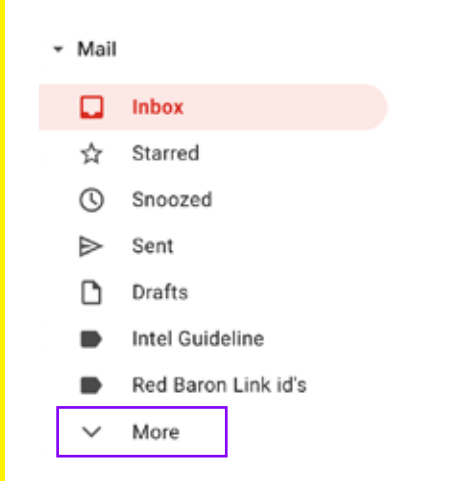 Mail
Inbox
Starred
Snoozed
Sent
Drafts
Intel Guideline
Red Baron Link id's
More